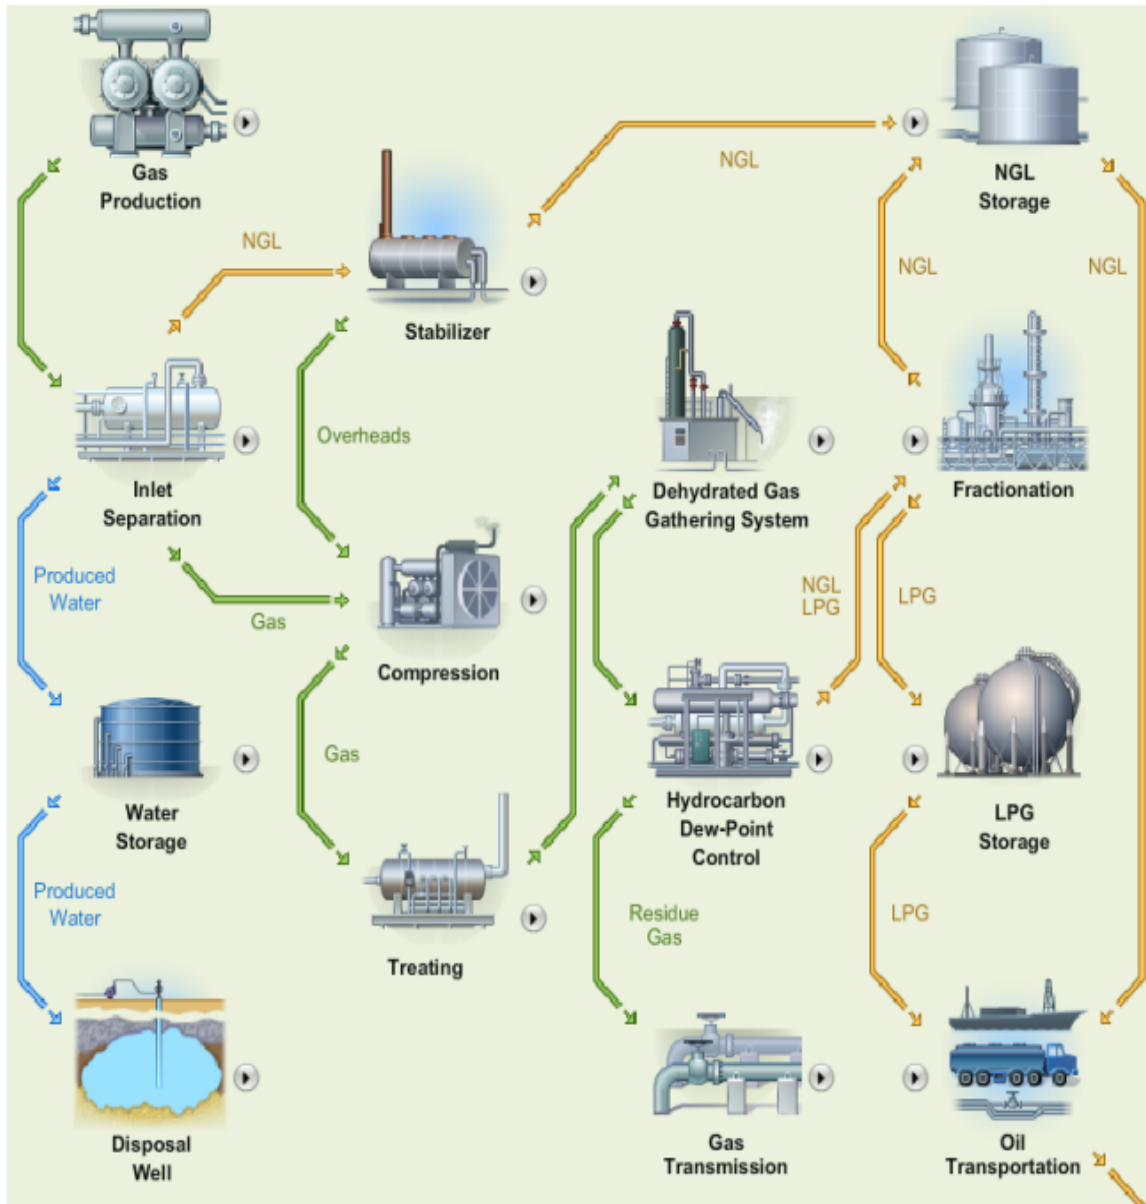 Gas
Production
NGL
Storage
NGL
Stabilizer
NGL
NGL
NGL
Inlet
Separation
Overheads
Dehydrated Gas
Gathering System
Fractionation
Produced
Water
Gas
Compression
NGL
LPG
LPG
Water
Storage
Gas
Hydrocarbon
Dew-Point
Control
LPG
Storage
Produced
Water
Treating
Residue
Gas
LPG
Disposal
Well
Gas
Transmission
Oil
Transportation